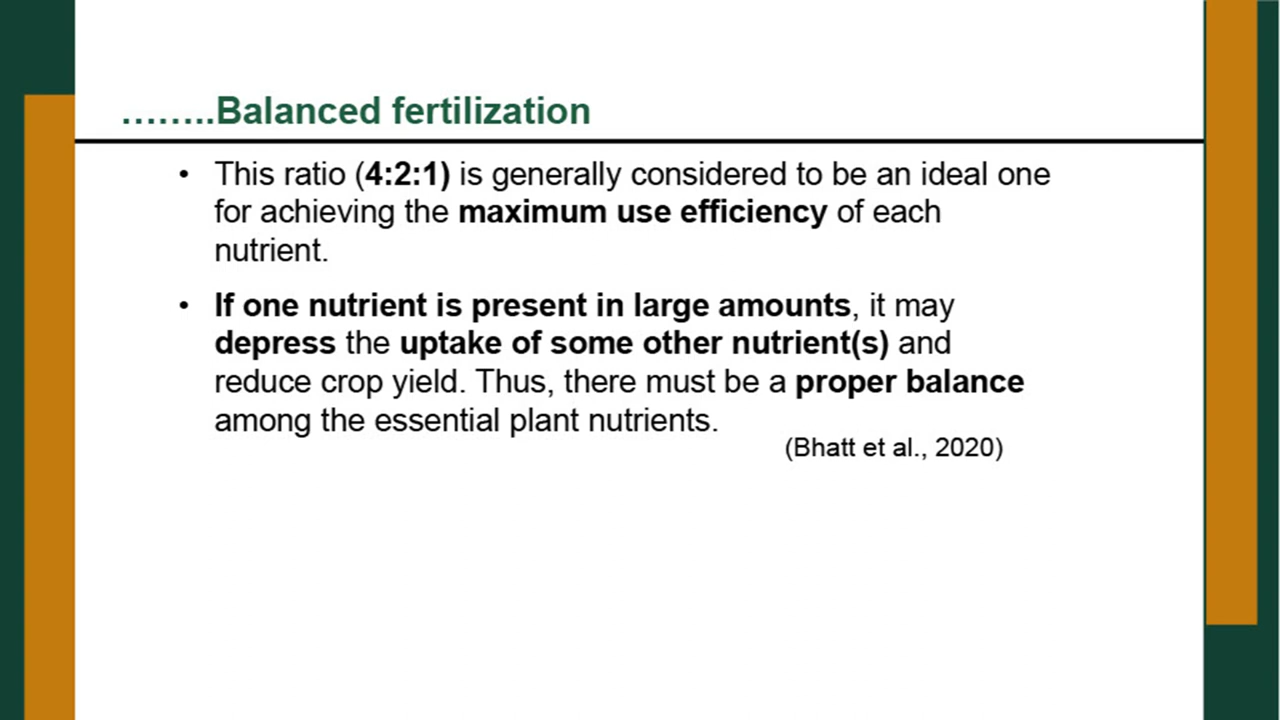 ……..Balanced fertilization
• This ratio (4:2:1) is generally considered to be an ideal one
for achieving the maximum use efficiency of each
nutrient.
• If one nutrient is present in large amounts, it may
depress the uptake of some other nutrient(s) and
reduce crop yield. Thus, there must be a proper balance
among the essential plant nutrients.
(Bhatt et al., 2020)